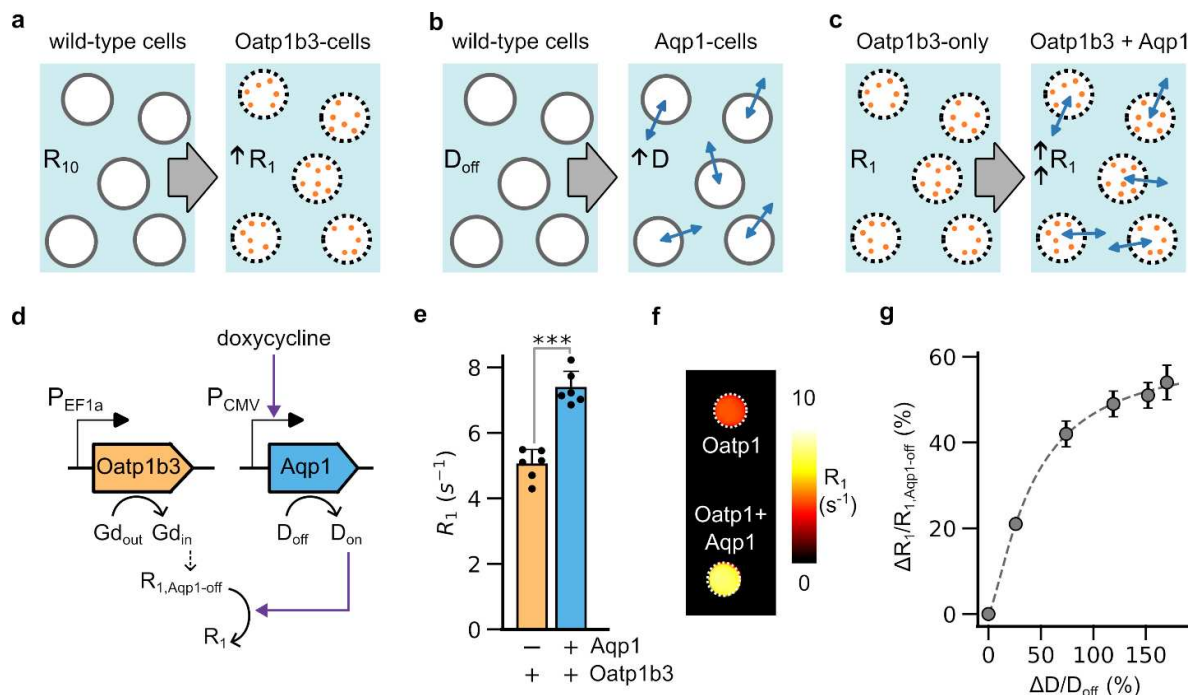 a
wild-type cells
Oatp1b3-cells
R10
↑ R1
b
wild-type cells
Aqp1-cells
Doff
↑ D
c
Oatp1b3-only
Oatp1b3 + Aqp1
R1
↑ R1
↑
d
doxycycline
PEF1a
PCMV
Oatp1b3
Aqp1
Gdout Gdin
Doff Don
R1,Aqp1-off
R1
e
***
8
6
4
2
0
R1 (s−1)
− + Aqp1
+ + Oatp1b3
f
Oatp1
Oatp1+
Aqp1
10
R1
(s-1)
0
g
60
40
20
0
ΔR1/R1,Aqp1-off (%)
0 50 100 150
ΔD/Doff (%)